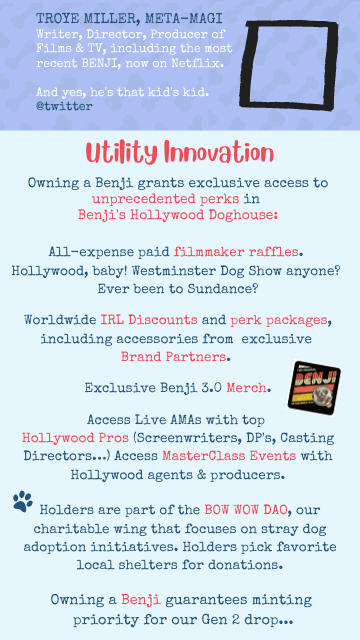 TROYE MILLER, META-MAGI
Writer, Director, Producer of
Films & TV, including the most
recent BENJI, now on Netflix.
And yes, he's that kid's kid.
@twitter
Utility Innovation
Owning a Benji grants exclusive access to
unprecedented perks in
Benji's Hollywood Doghouse:
All-expense paid filmmaker raffles.
Hollywood, baby! Westminster Dog Show anyone?
Ever been to Sundance?
Worldwide IRL Discounts and perk packages,
including accessories from exclusive
Brand Partners.
BENJI
Exclusive Benji 3.0 Merch.
Access Live AMAs with top
Hollywood Pros (Screenwriters, DP's, Casting
Directors...) Access MasterClass Events with
Hollywood agents & producers.
Holders are part of the BOW WOW DAO, our
charitable wing that focuses on stray dog
adoption initiatives. Holders pick favorite
local shelters for donations.
Owning a Benji guarantees minting
priority for our Gen 2 drop...